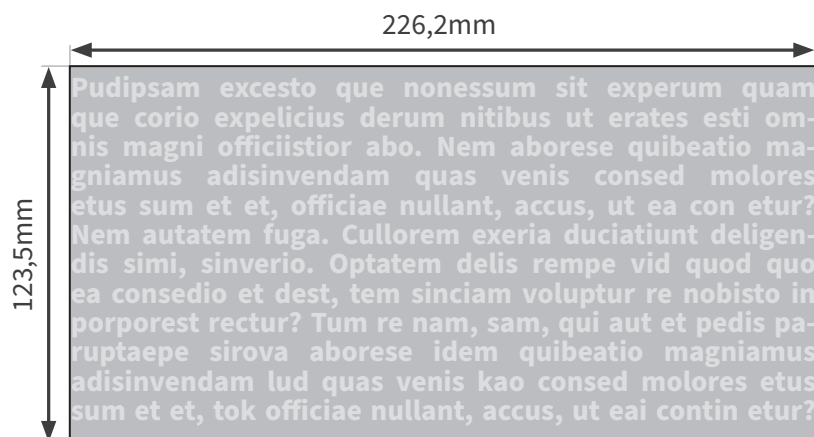 226,2mm
123,5mm
Pudipsam excesto que nonessum sit experum quam
que corio expelicius derum nitibus ut erates esti om-
nis magni officiistior abo. Nem aborese quibeatio ma-
gniamus adisinvendam quas venis consed molores
etus sum et et, officiae nullant, accus, ut ea con etur?
Nem autatem fuga. Cullorem exeria duciatiunt deligen-
dis simi, sinverio. Optatem delis rempe vid quod quo
ea consedio et dest, tem sinciam voluptur re nobisto in
porporest rectur? Tum re nam, sam, qui aut et pedis pa-
ruptaepe sirova aborese idem quibeatio magniamus
adisinvendam lud quas venis kao consed molores etus
sum et et, tok officiae nullant, accus, ut eai contin etur?